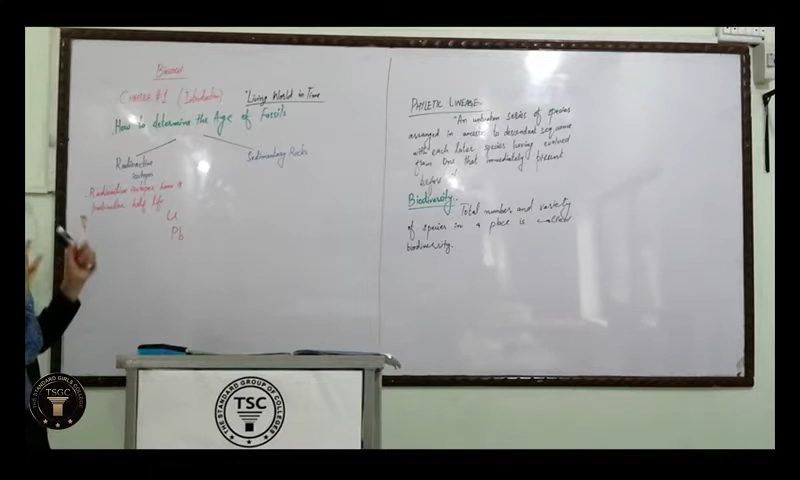 Biology
Chapter #1 (Introduction) "Living World in Time
How to determine the Age of Fossils
Radioactive
isotopes
Sedimentary Rocks
Radioactive isotopes have a
particular half life
U
Pb
Phyletic Lineage.
"An unbroken series of species
arranged in ancestor to descendant sequence
with each later species having evolved
from one that immediately present
before it
Biodiversity.
Total number and variety
of species in a place is called
biodiversity.
THE STANDARD GIRLS COLLEGE
TSGC
THE STANDARD GROUP OF COLLEGES
TSC